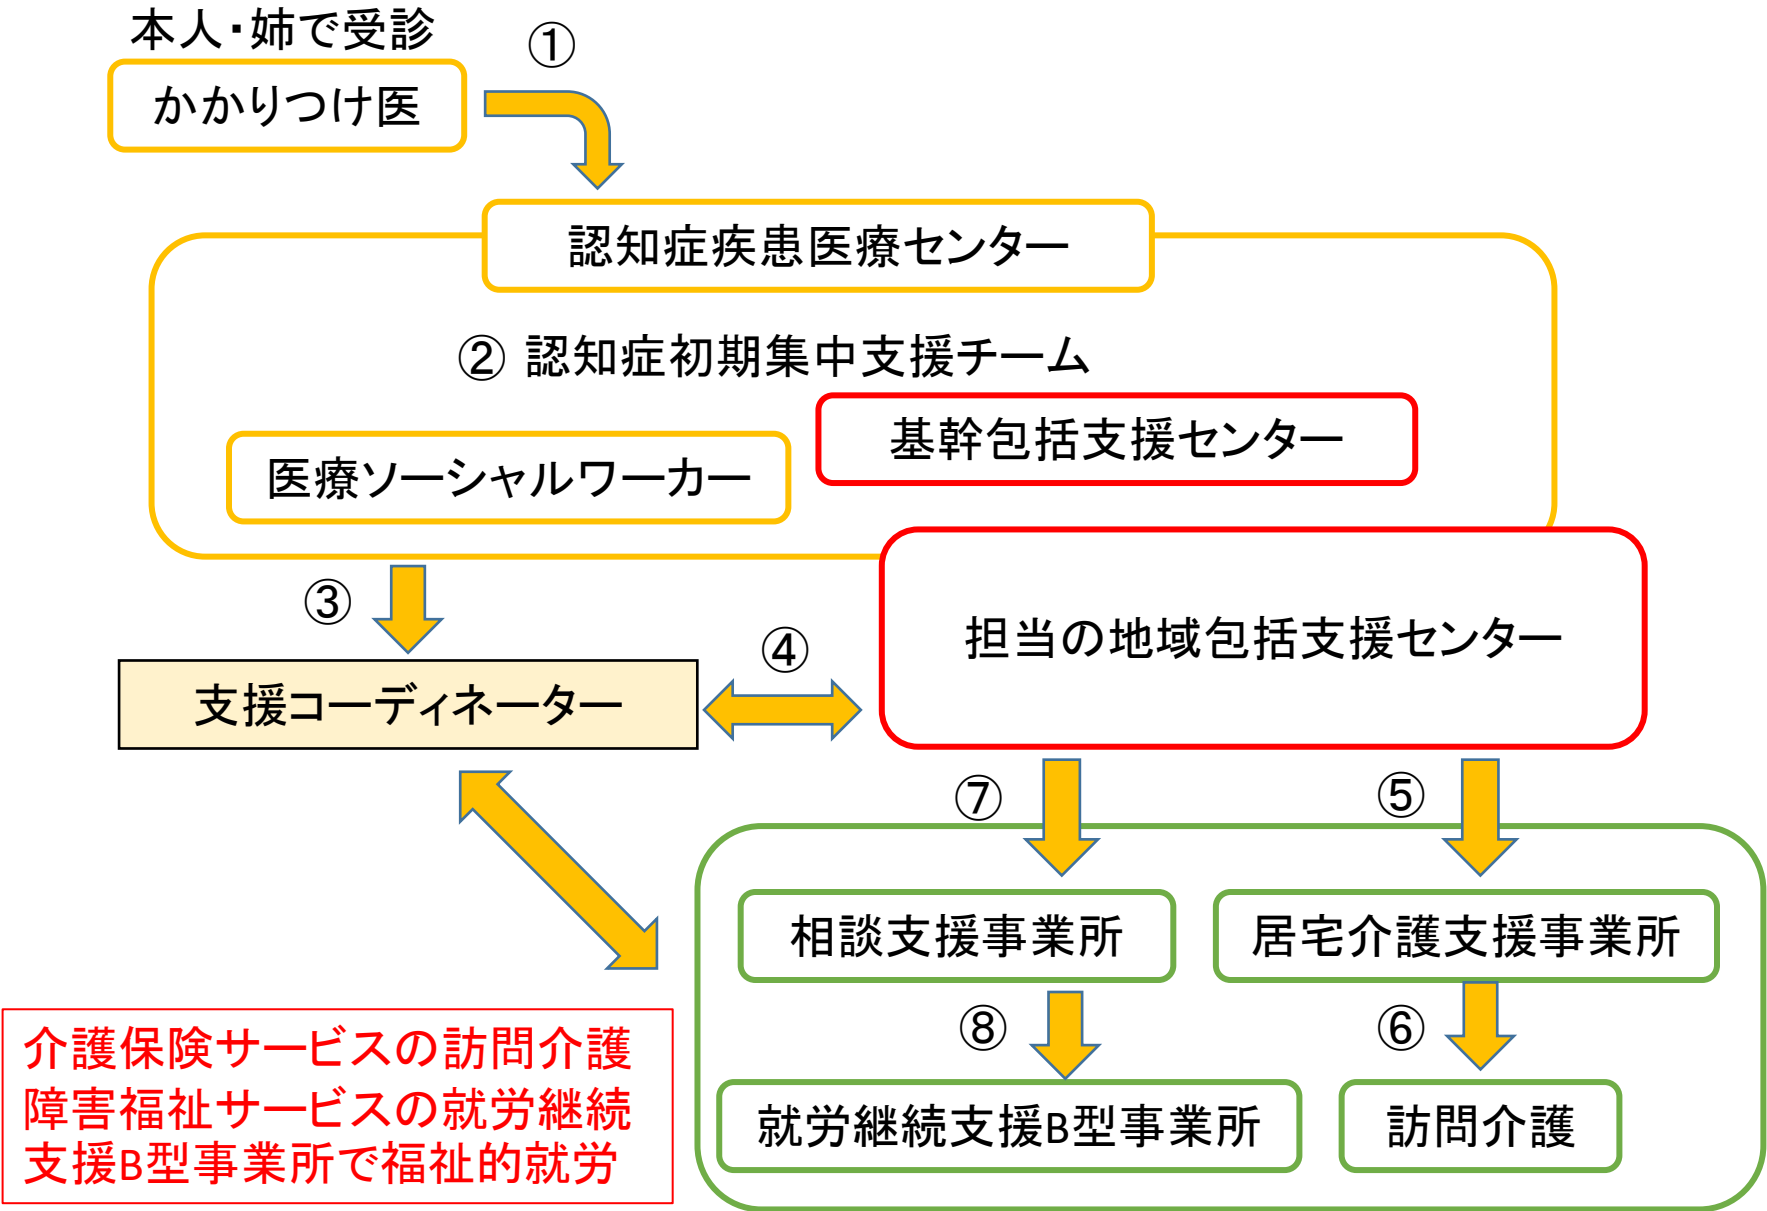 本人・姉で受診
①
かかりつけ医
認知症疾患医療センター
② 認知症初期集中支援チーム
基幹包括支援センター
医療ソーシャルワーカー
③
担当の地域包括支援センター
④
支援コーディネーター
⑦
⑤
相談支援事業所
居宅介護支援事業所
⑧
⑥
就労継続支援B型事業所
訪問介護
介護保険サービスの訪問介護
障害福祉サービスの就労継続
支援B型事業所で福祉的就労